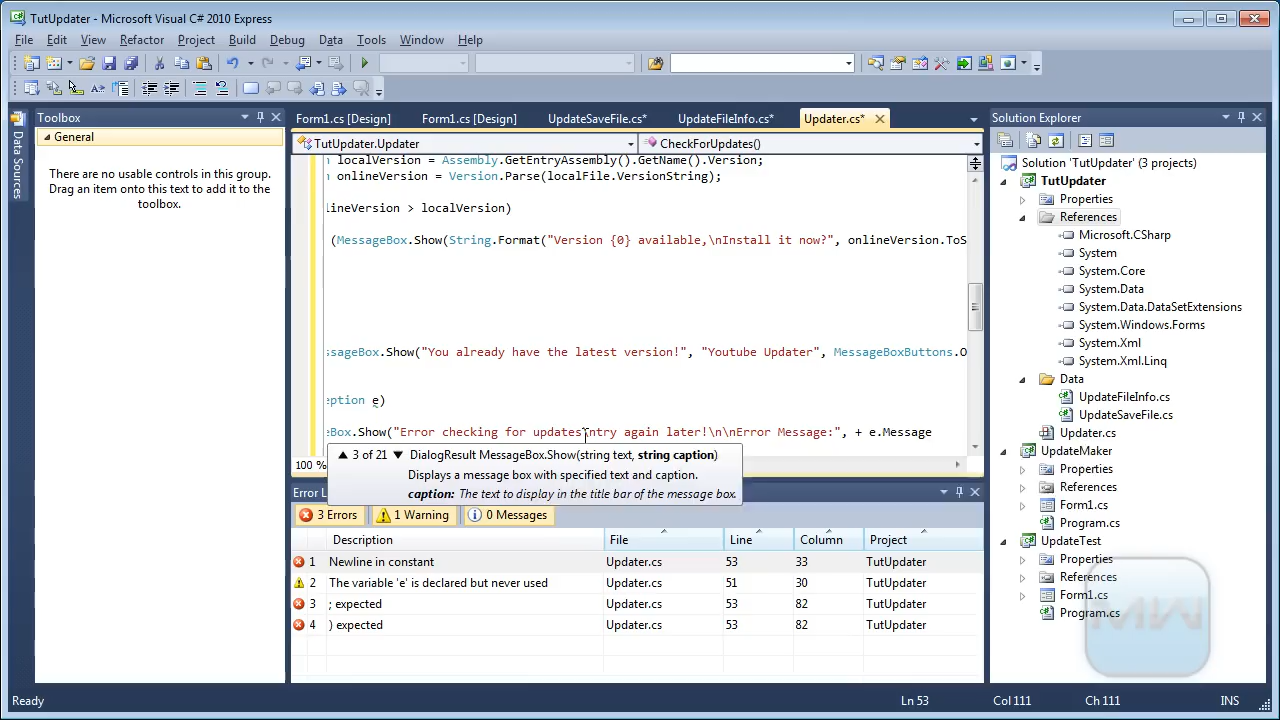 TutUpdater - Microsoft Visual C# 2010 Express
File Edit View Refactor Project Build Debug Data Tools Window Help
Toolbox
General
There are no usable controls in this group.
Drag an item onto this text to add it to the
toolbox.
Data Sources
Form1.cs [Design] Form1.cs [Design] UpdateSaveFile.cs* UpdateFileInfo.cs* Updater.cs*
TutUpdater.Updater CheckForUpdates()
n localVersion = Assembly.GetEntryAssembly().GetName().Version;
n onlineVersion = Version.Parse(localFile.VersionString);
lineVersion > localVersion)
(MessageBox.Show(String.Format("Version {0} available,\nInstall it now?", onlineVersion.ToS
ssageBox.Show("You already have the latest version!", "Youtube Updater", MessageBoxButtons.O
eption e)
eBox.Show("Error checking for updates\ntry again later!\n\nError Message:", + e.Message
100 %
3 of 21 DialogResult MessageBox.Show(string text, string caption)
Displays a message box with specified text and caption.
caption: The text to display in the title bar of the message box.
Error L
3 Errors 1 Warning 0 Messages
Description File Line Column Project
1 Newline in constant Updater.cs 53 33 TutUpdater
2 The variable 'e' is declared but never used Updater.cs 51 30 TutUpdater
3 ; expected Updater.cs 53 82 TutUpdater
4 ) expected Updater.cs 53 82 TutUpdater
Solution Explorer
Solution 'TutUpdater' (3 projects)
TutUpdater
Properties
References
Microsoft.CSharp
System
System.Core
System.Data
System.Data.DataSetExtensions
System.Windows.Forms
System.Xml
System.Xml.Linq
Data
UpdateFileInfo.cs
UpdateSaveFile.cs
Updater.cs
UpdateMaker
Properties
References
Form1.cs
Program.cs
UpdateTest
Properties
References
Form1.cs
Program.cs
MW
Ready Ln 53 Col 111 Ch 111 INS